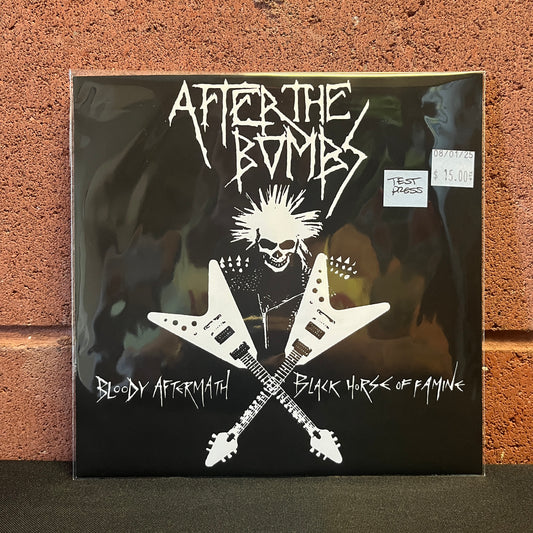 AFTER THE
BOMBS
08/01/25
$ 15.00
TEST
PRESS
BLOODY AFTERMATH
BLACK HORSE OF FAMINE